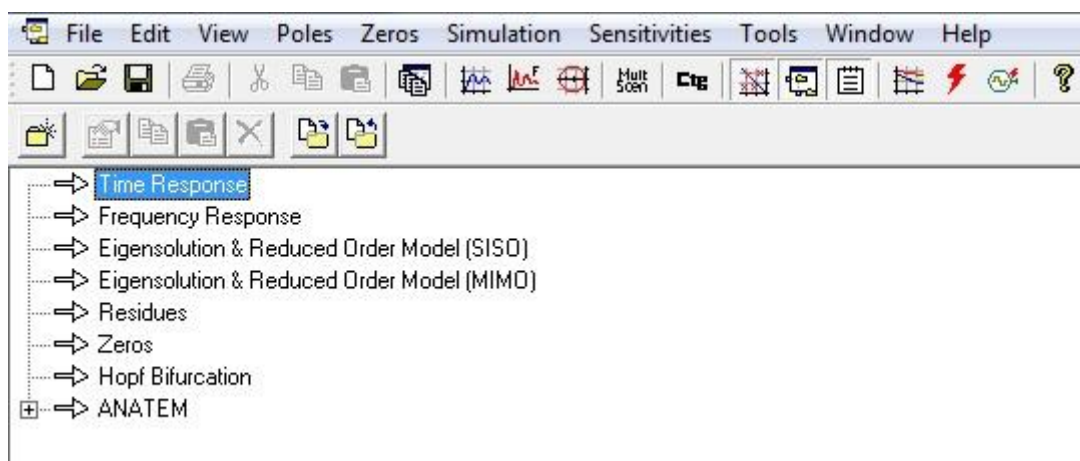 File Edit View Poles Zeros Simulation Sensitivities Tools Window Help
Mult Scen Ctg
Time Response
Frequency Response
Eigensolution & Reduced Order Model (SISO)
Eigensolution & Reduced Order Model (MIMO)
Residues
Zeros
Hopf Bifurcation
ANATEM